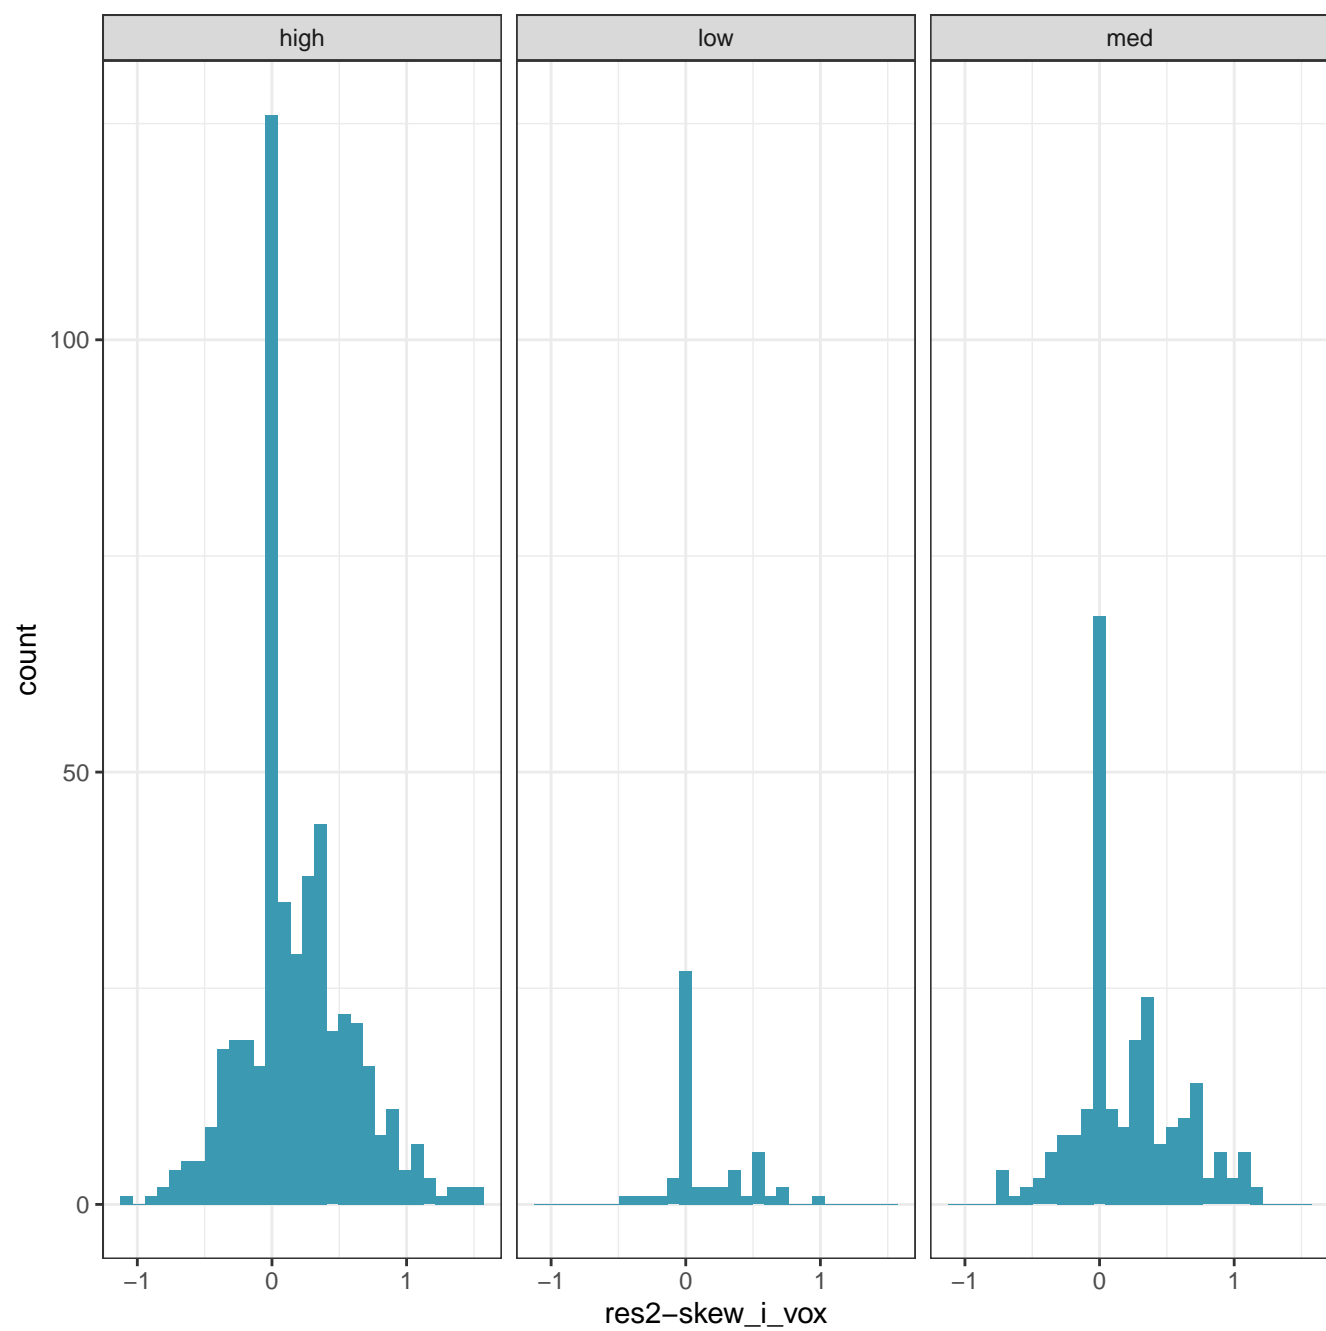 high low med
100
50
0
count
−1 0 1 −1 0 1 −1 0 1
res2−skew_i_vox